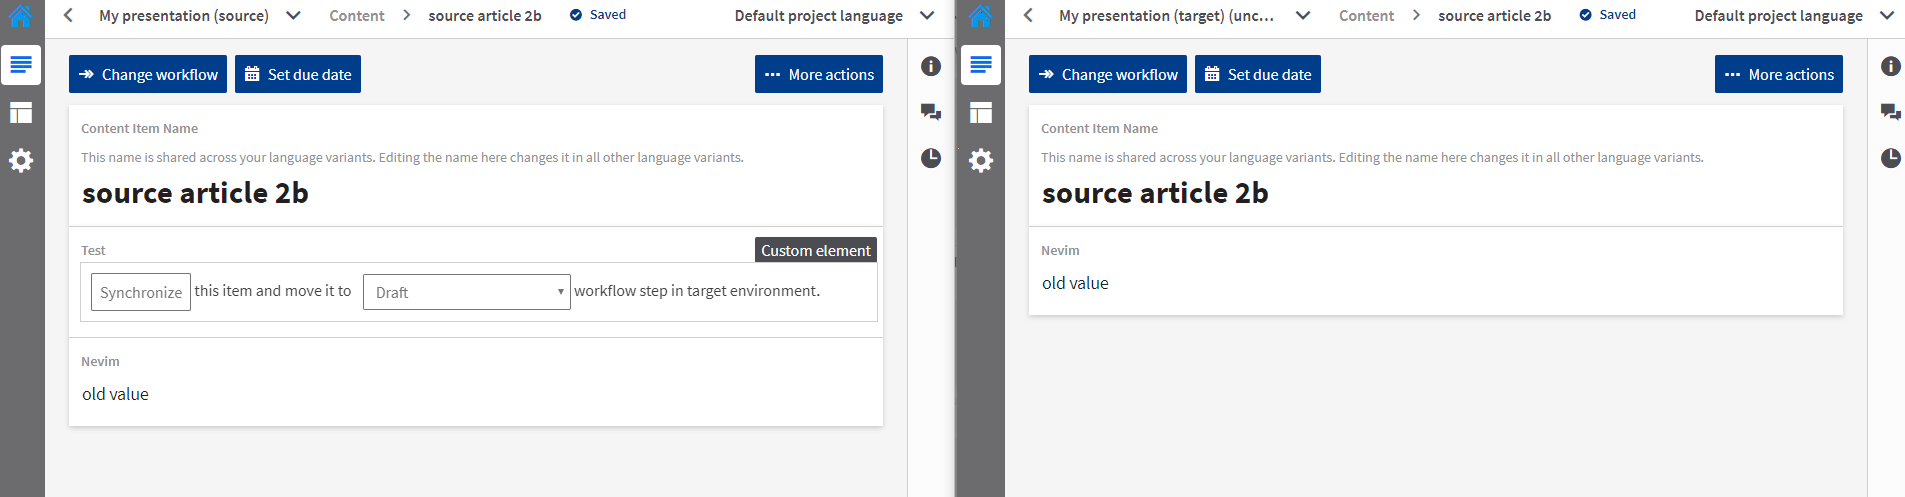 My presentation (source) Content source article 2b Saved Default project language
Change workflow Set due date More actions
Content Item Name
This name is shared across your language variants. Editing the name here changes it in all other language variants.
source article 2b
Test Custom element
Synchronize this item and move it to Draft workflow step in target environment.
Nevim
old value
My presentation (target) (unc... Content source article 2b Saved Default project language
Change workflow Set due date More actions
Content Item Name
This name is shared across your language variants. Editing the name here changes it in all other language variants.
source article 2b
Nevim
old value